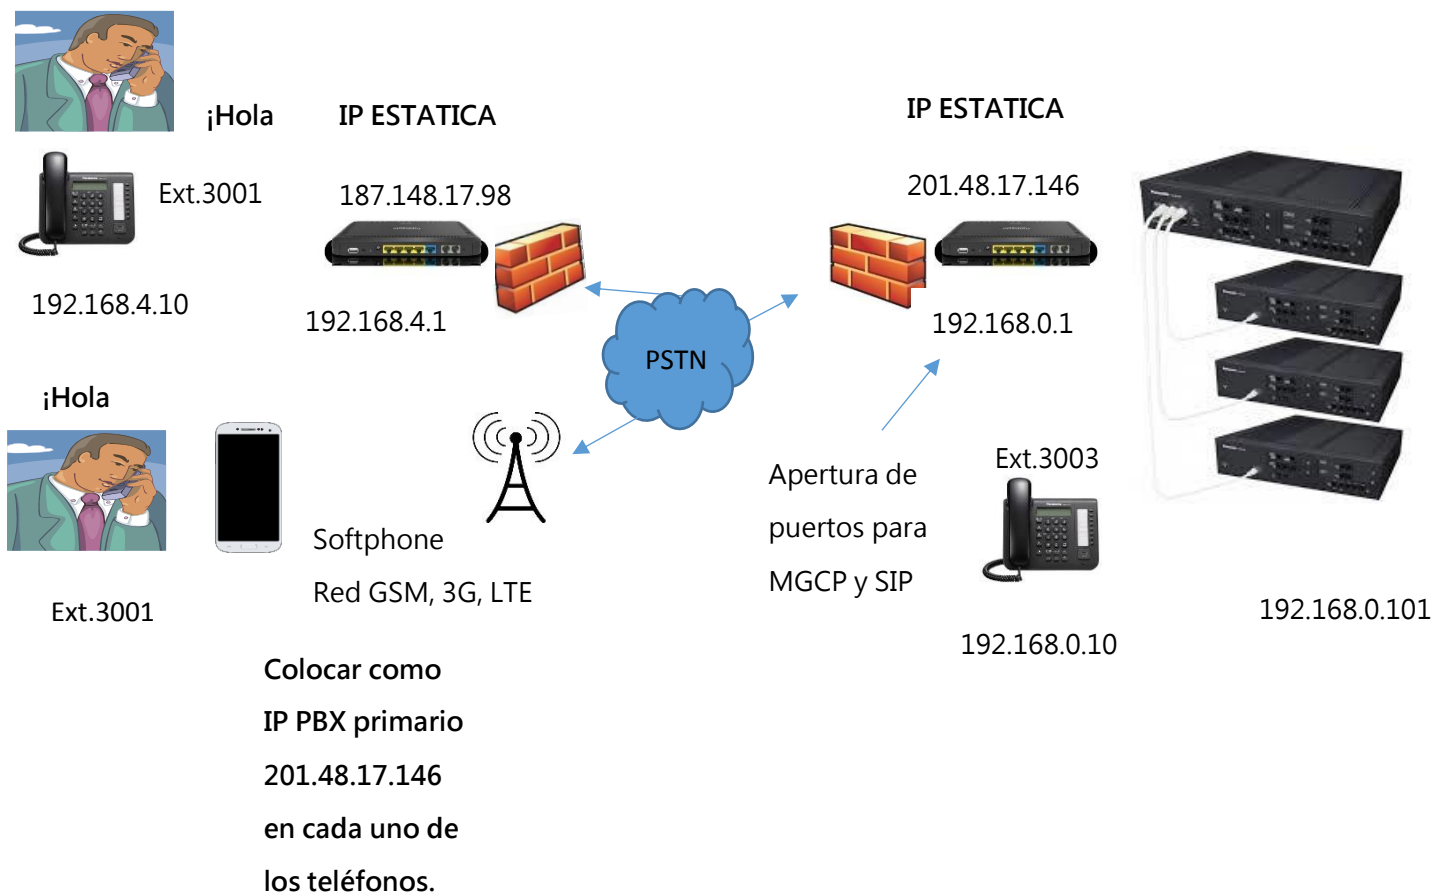 ¡Hola
IP ESTATICA
IP ESTATICA
Ext.3001
187.148.17.98
201.48.17.146
192.168.4.10
192.168.4.1
192.168.0.1
PSTN
¡Hola
Ext.3001
Softphone
Red GSM, 3G, LTE
Apertura de
puertos para
MGCP y SIP
Ext.3003
192.168.0.10
192.168.0.101
Colocar como
IP PBX primario
201.48.17.146
en cada uno de
los teléfonos.